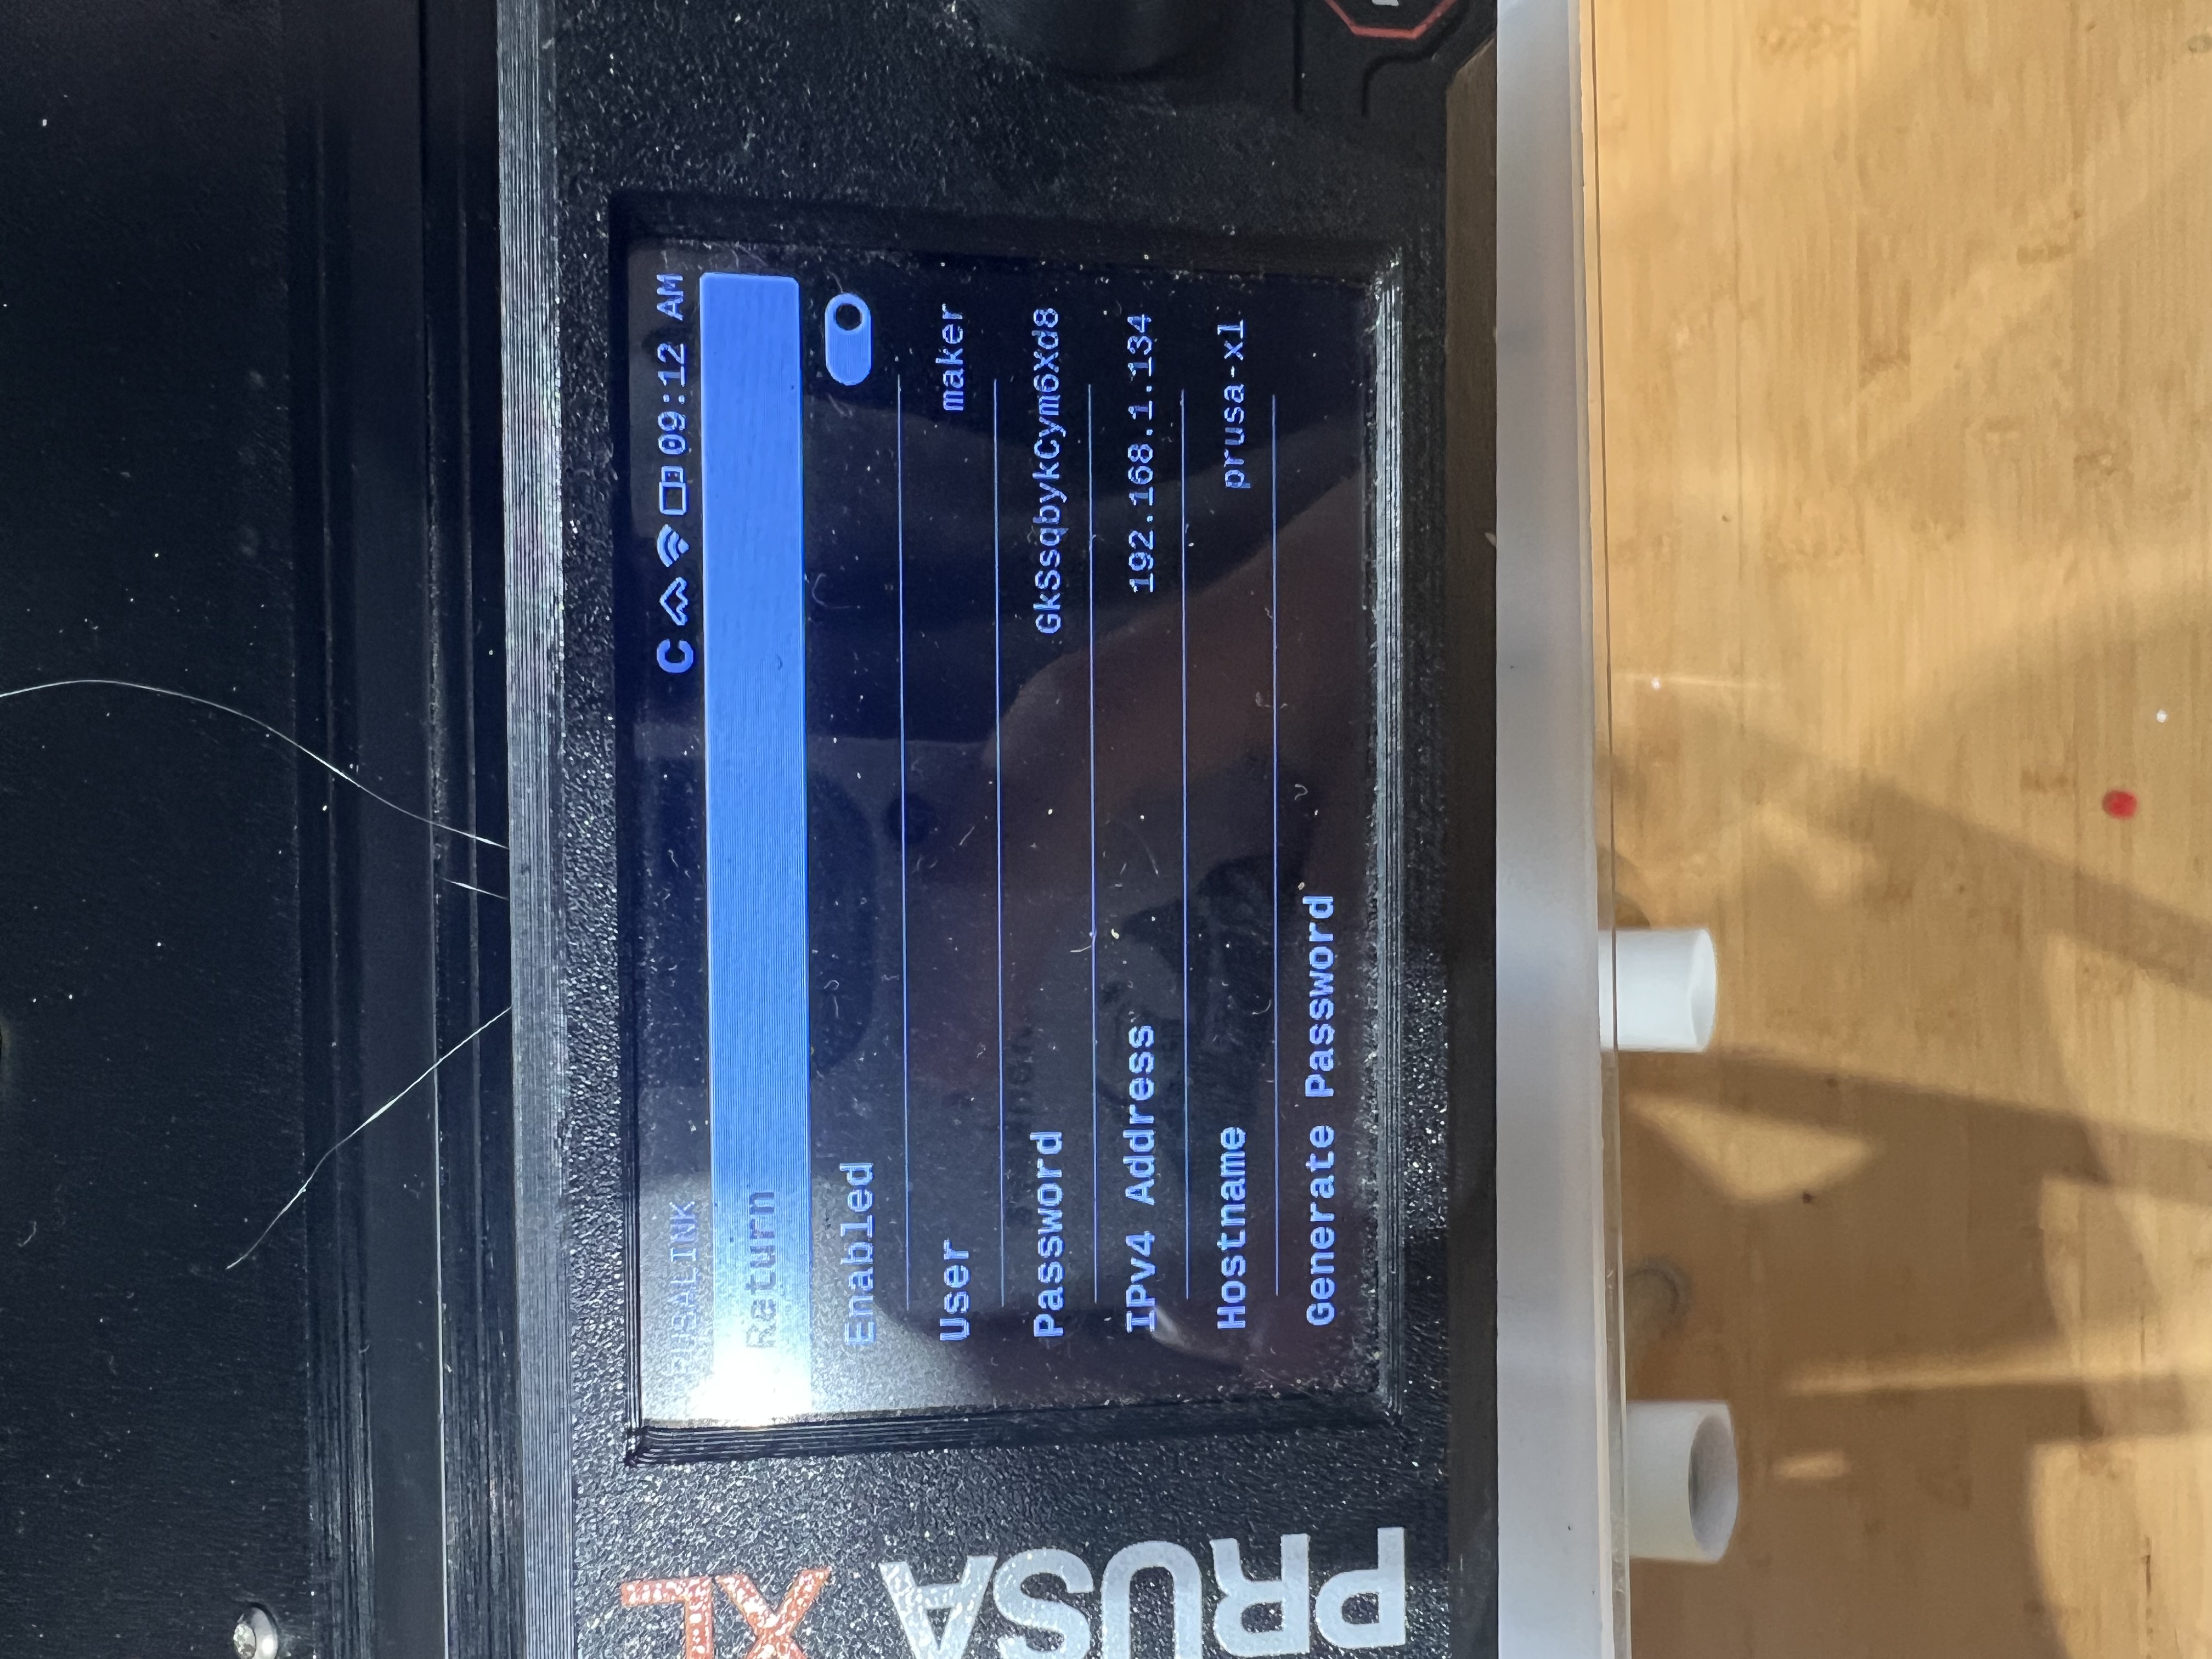 PRUSA XL
PRUSALINK
09:12 AM
Return
Enabled
User maker
Password GkSsqbykCym6Xd8
IPv4 Address 192.168.1.134
Hostname prusa-xl
Generate Password